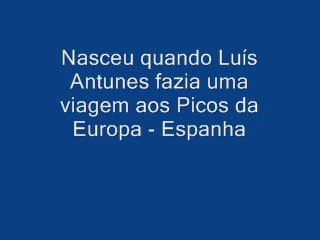 Nasceu quando Luís
Antunes fazia uma
viagem aos Picos da
Europa - Espanha